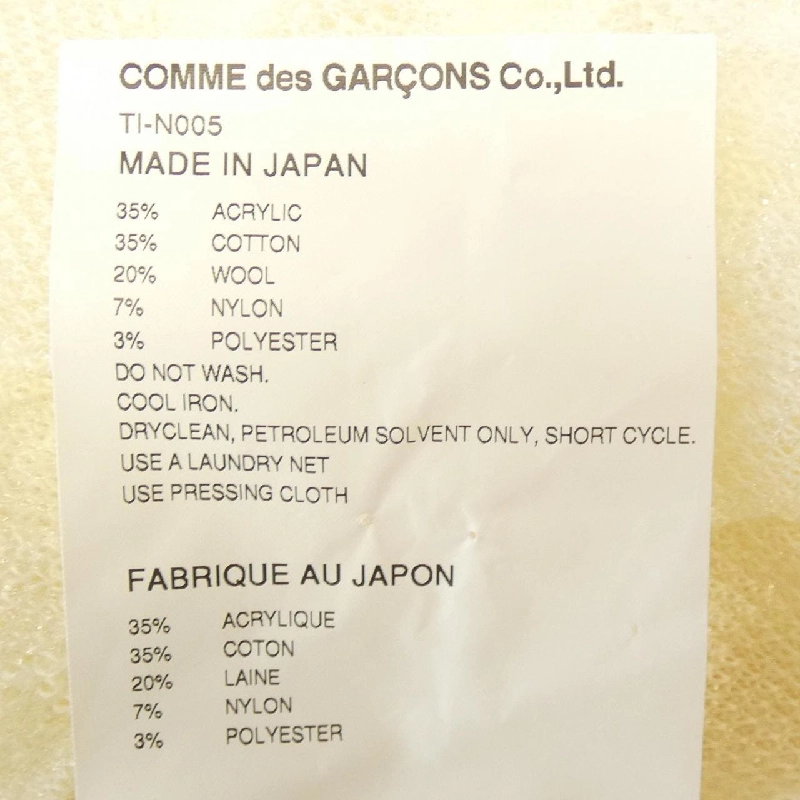 COMME des GARÇONS Co.,Ltd.
TI-N005
MADE IN JAPAN
35% ACRYLIC
35% COTTON
20% WOOL
7% NYLON
3% POLYESTER
DO NOT WASH.
COOL IRON.
DRYCLEAN, PETROLEUM SOLVENT ONLY, SHORT CYCLE.
USE A LAUNDRY NET
USE PRESSING CLOTH
FABRIQUE AU JAPON
35% ACRYLIQUE
35% COTON
20% LAINE
7% NYLON
3% POLYESTER